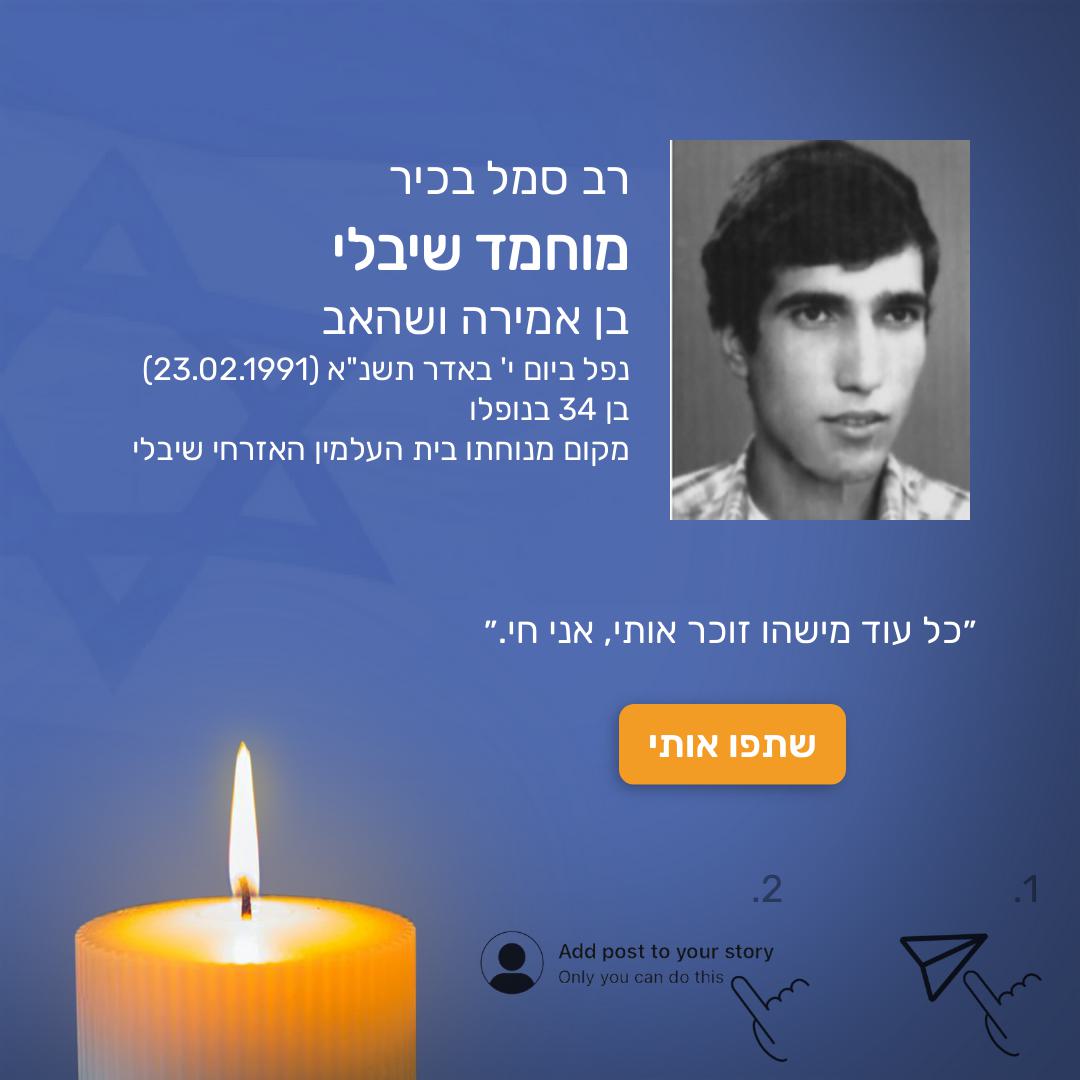 רב סמל בכיר
מוחמד שיבלי
בן אמירה ושהאב
נפל ביום י' באדר תשנ"א (23.02.1991)
בן 34 בנופלו
מקום מנוחתו בית העלמין האזרחי שיבלי
״כל עוד מישהו זוכר אותי, אני חי.״
שתפו אותי
.1
.2
Add post to your story
Only you can do this